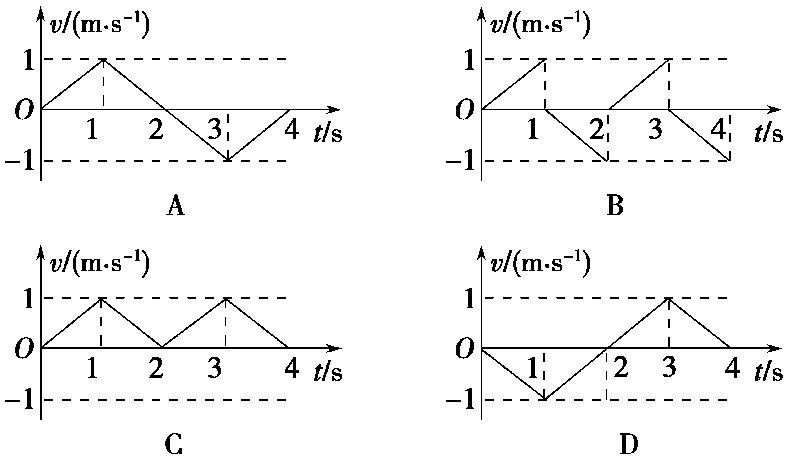 v/(m·s⁻¹)
1
O
1 2 3 4 t/s
−1
A
v/(m·s⁻¹)
1
O
1 2 3 4 t/s
−1
B
v/(m·s⁻¹)
1
O
1 2 3 4 t/s
−1
C
v/(m·s⁻¹)
1
O
1 2 3 4 t/s
−1
D